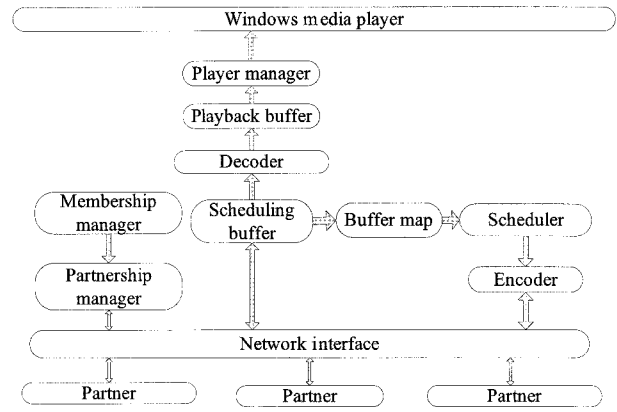 Windows media player
Player manager
Playback buffer
Decoder
Membership
manager
Scheduling
buffer
Buffer map
Scheduler
Partnership
manager
Encoder
Network interface
Partner
Partner
Partner